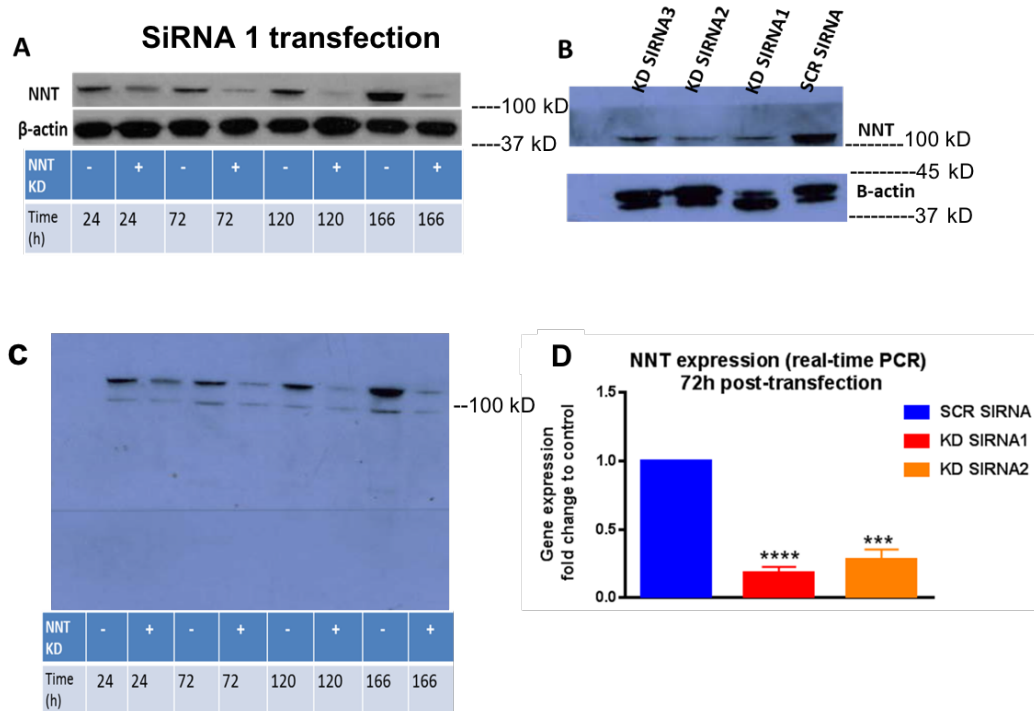 A
SiRNA 1 transfection
NNT
β-actin
----100 kD
----37 kD
NNT KD - + - + - + - +
Time (h) 24 24 72 72 120 120 166 166
B
KD SIRNA3
KD SIRNA2
KD SIRNA1
SCR SIRNA
NNT
------100 kD
---------45 kD
B-actin
---------37 kD
C
--100 kD
NNT KD - + - + - + - +
Time (h) 24 24 72 72 120 120 166 166
D
NNT expression (real-time PCR)
72h post-transfection
Gene expression
fold change to control
1.5
1.0
0.5
0.0
****
***
SCR SIRNA
KD SIRNA1
KD SIRNA2